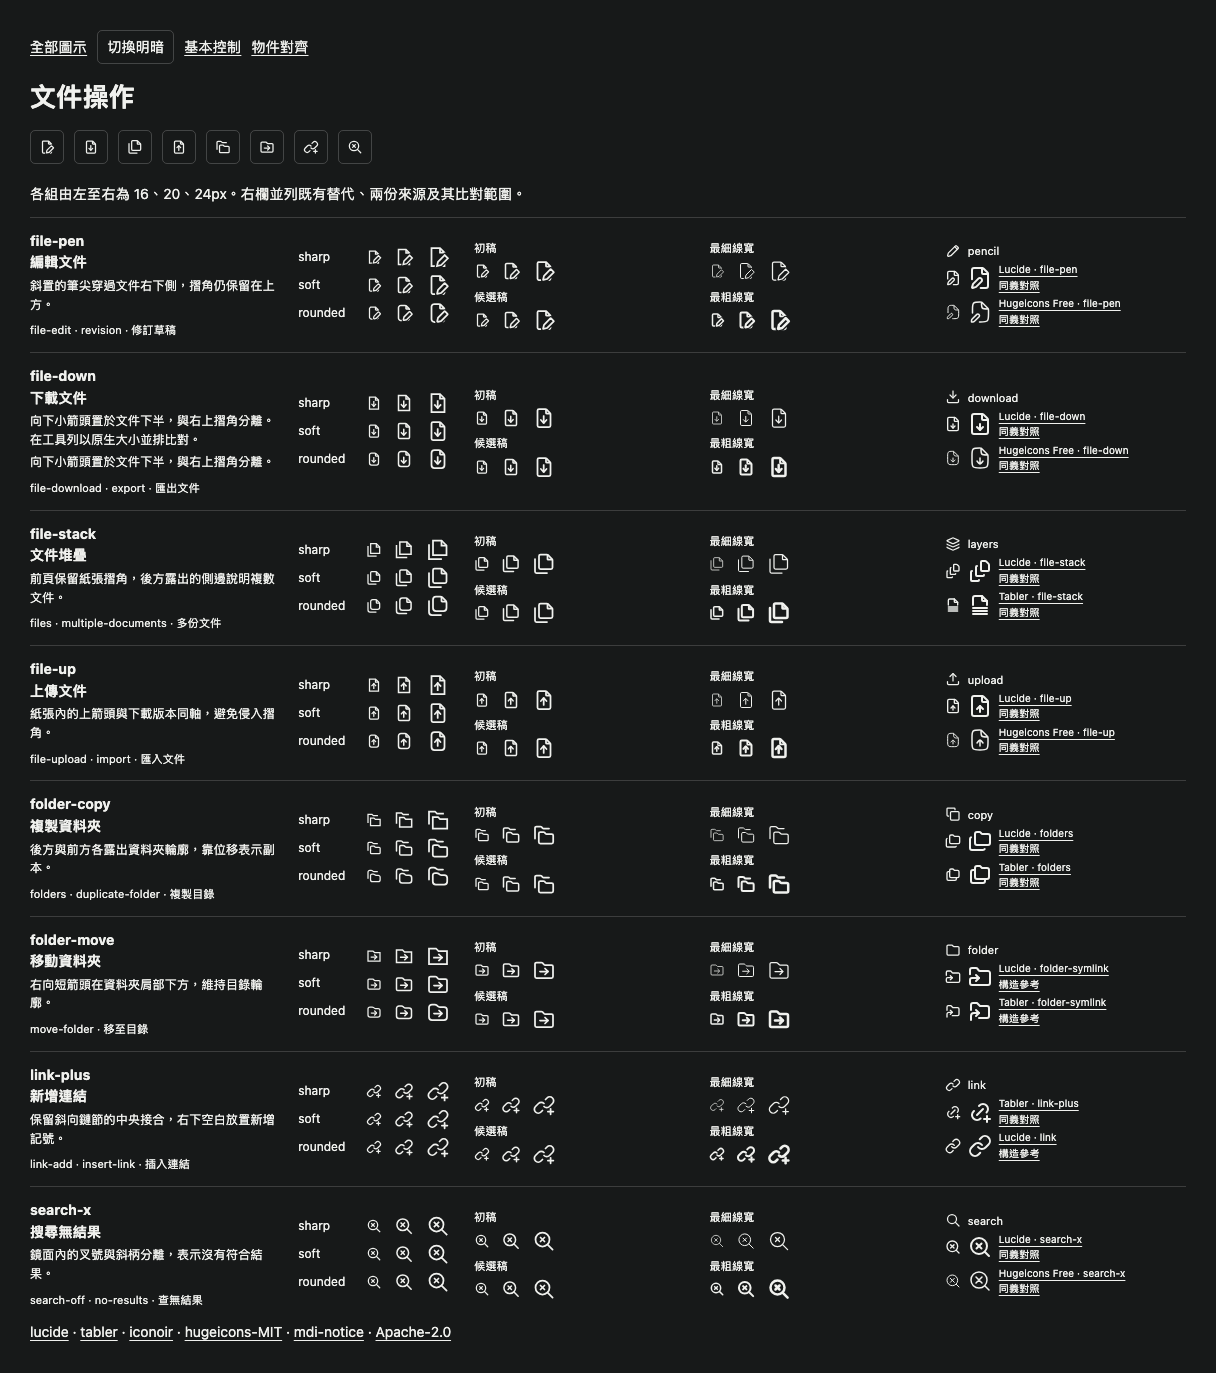 全部圖示 切換明暗 基本控制 物件對齊
文件操作
各組由左至右為 16、20、24px。右欄並列既有替代、兩份來源及其比對範圍。
file-pen
編輯文件
斜置的筆尖穿過文件右下側，摺角仍保留在上
方。
file-edit · revision · 修訂草稿
sharp
soft
rounded
初稿
候選稿
最細線寬
最粗線寬
pencil
Lucide · file-pen
同義對照
Hugeicons Free · file-pen
同義對照
file-down
下載文件
向下小箭頭置於文件下半，與右上摺角分離。
在工具列以原生大小並排比對。
向下小箭頭置於文件下半，與右上摺角分離。
file-download · export · 匯出文件
sharp
soft
rounded
初稿
候選稿
最細線寬
最粗線寬
download
Lucide · file-down
同義對照
Hugeicons Free · file-down
同義對照
file-stack
文件堆疊
前頁保留紙張摺角，後方露出的側邊說明複數
文件。
files · multiple-documents · 多份文件
sharp
soft
rounded
初稿
候選稿
最細線寬
最粗線寬
layers
Lucide · file-stack
同義對照
Tabler · file-stack
同義對照
file-up
上傳文件
紙張內的上箭頭與下載版本同軸，避免侵入摺
角。
file-upload · import · 匯入文件
sharp
soft
rounded
初稿
候選稿
最細線寬
最粗線寬
upload
Lucide · file-up
同義對照
Hugeicons Free · file-up
同義對照
folder-copy
複製資料夾
後方與前方各露出資料夾輪廓，靠位移表示副
本。
folders · duplicate-folder · 複製目錄
sharp
soft
rounded
初稿
候選稿
最細線寬
最粗線寬
copy
Lucide · folders
同義對照
Tabler · folders
同義對照
folder-move
移動資料夾
右向短箭頭在資料夾肩部下方，維持目錄輪
廓。
move-folder · 移至目錄
sharp
soft
rounded
初稿
候選稿
最細線寬
最粗線寬
folder
Lucide · folder-symlink
構造參考
Tabler · folder-symlink
構造參考
link-plus
新增連結
保留斜向鏈節的中央接合，右下空白放置新增
記號。
link-add · insert-link · 插入連結
sharp
soft
rounded
初稿
候選稿
最細線寬
最粗線寬
link
Tabler · link-plus
同義對照
Lucide · link
構造參考
search-x
搜尋無結果
鏡面內的叉號與斜柄分離，表示沒有符合結
果。
search-off · no-results · 查無結果
sharp
soft
rounded
初稿
候選稿
最細線寬
最粗線寬
search
Lucide · search-x
同義對照
Hugeicons Free · search-x
同義對照
lucide · tabler · iconoir · hugeicons-MIT · mdi-notice · Apache-2.0